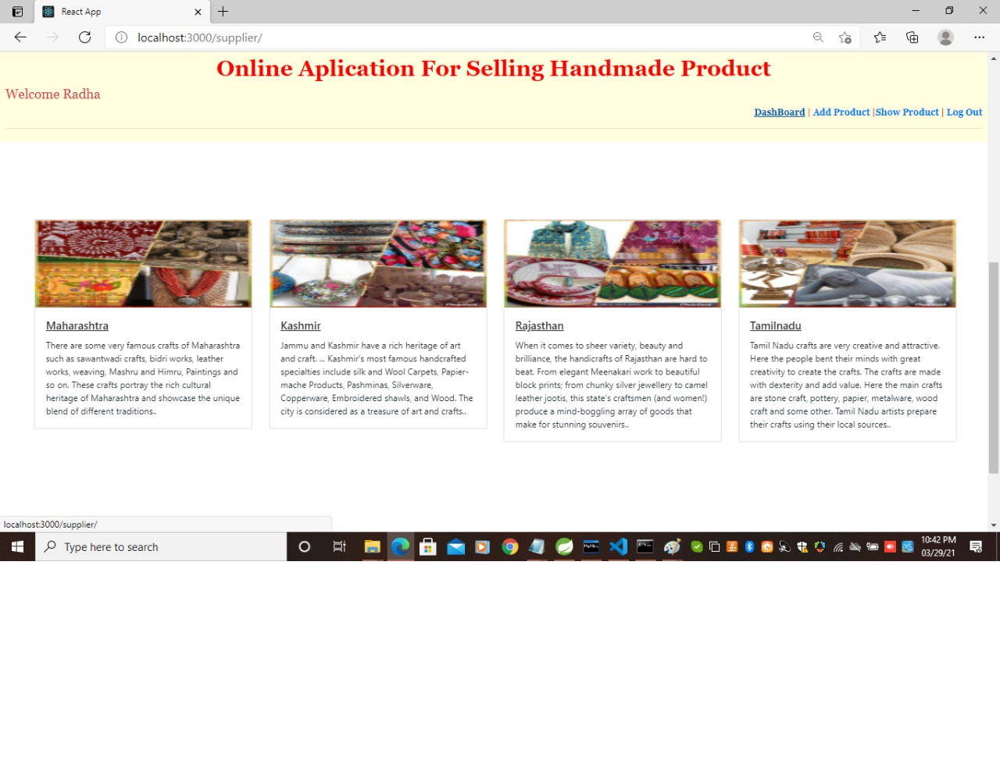 React App
localhost:3000/supplier/
Online Aplication For Selling Handmade Product
Welcome Radha
DashBoard | Add Product |Show Product | Log Out
Maharashtra
There are some very famous crafts of Maharashtra
such as sawantwadi crafts, bidri works, leather
works, weaving, Mashru and Himru, Paintings and
so on. These crafts portray the rich cultural
heritage of Maharashtra and showcase the unique
blend of different traditions..
Kashmir
Jammu and Kashmir have a rich heritage of art
and craft. ... Kashmir's most famous handcrafted
specialties include silk and Wool Carpets, Papier-
mache Products, Pashminas, Silverware,
Copperware, Embroidered shawls, and Wood. The
city is considered as a treasure of art and crafts..
Rajasthan
When it comes to sheer variety, beauty and
brilliance, the handicrafts of Rajasthan are hard to
beat. From elegant Meenakari work to beautiful
block prints; from chunky silver jewellery to camel
leather jootis, this state's craftsmen (and women!)
produce a mind-boggling array of goods that
make for stunning souvenirs..
Tamilnadu
Tamil Nadu crafts are very creative and attractive.
Here the people bent their minds with great
creativity to create the crafts. The crafts are made
with dexterity and add value. Here the main crafts
are stone craft, pottery, papier, metalware, wood
craft and some other. Tamil Nadu artists prepare
their crafts using their local sources..
localhost:3000/supplier/
Type here to search
10:42 PM
03/29/21